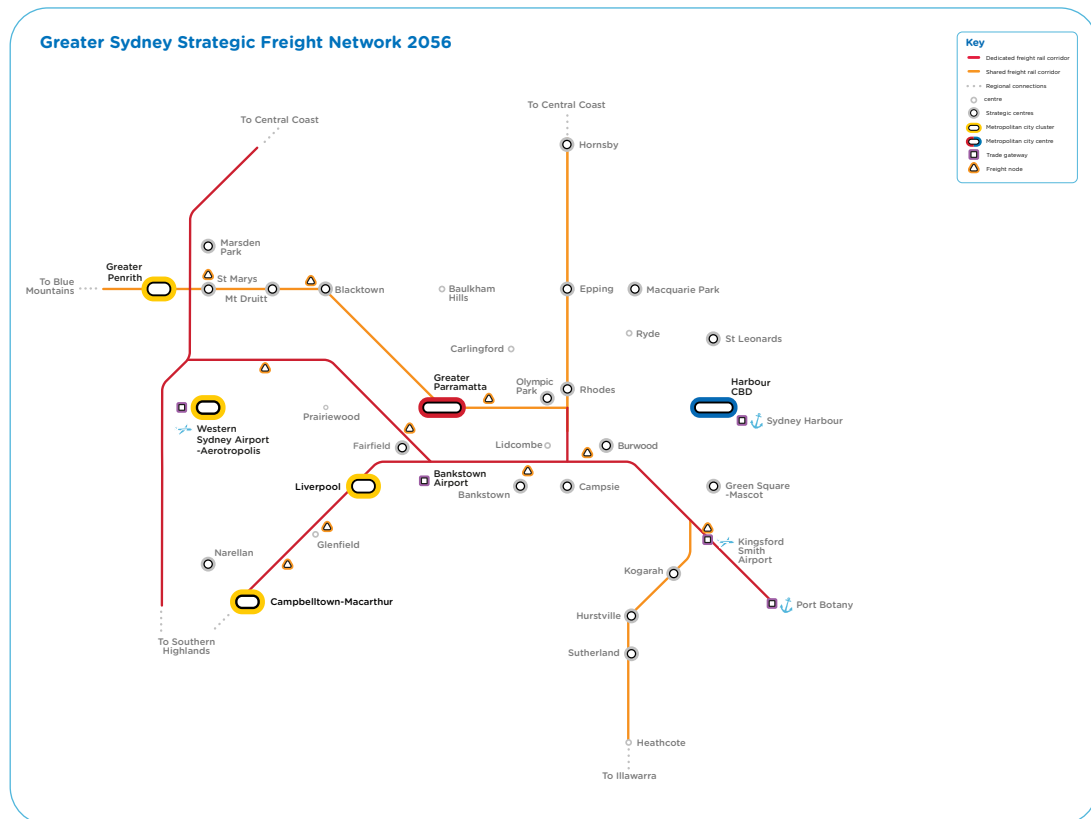 Greater Sydney Strategic Freight Network 2056
Key
Dedicated freight rail corridor
Shared freight rail corridor
Regional connections
centre
Strategic centres
Metropolitan city cluster
Metropolitan city centre
Trade gateway
Freight node
To Central Coast
To Central Coast
Hornsby
Marsden
Park
Greater
Penrith
To Blue
Mountains
St Marys
Mt Druitt
Blacktown
Baulkham
Hills
Epping
Macquarie Park
Ryde
St Leonards
Carlingford
Greater
Parramatta
Olympic
Park
Rhodes
Harbour
CBD
Sydney Harbour
Prairiewood
Western
Sydney Airport
-Aerotropolis
Fairfield
Lidcombe
Burwood
Liverpool
Bankstown
Airport
Bankstown
Campsie
Green Square
-Mascot
Glenfield
Kingsford
Smith
Airport
Narellan
Kogarah
Campbelltown-Macarthur
Port Botany
Hurstville
To Southern
Highlands
Sutherland
Heathcote
To Illawarra